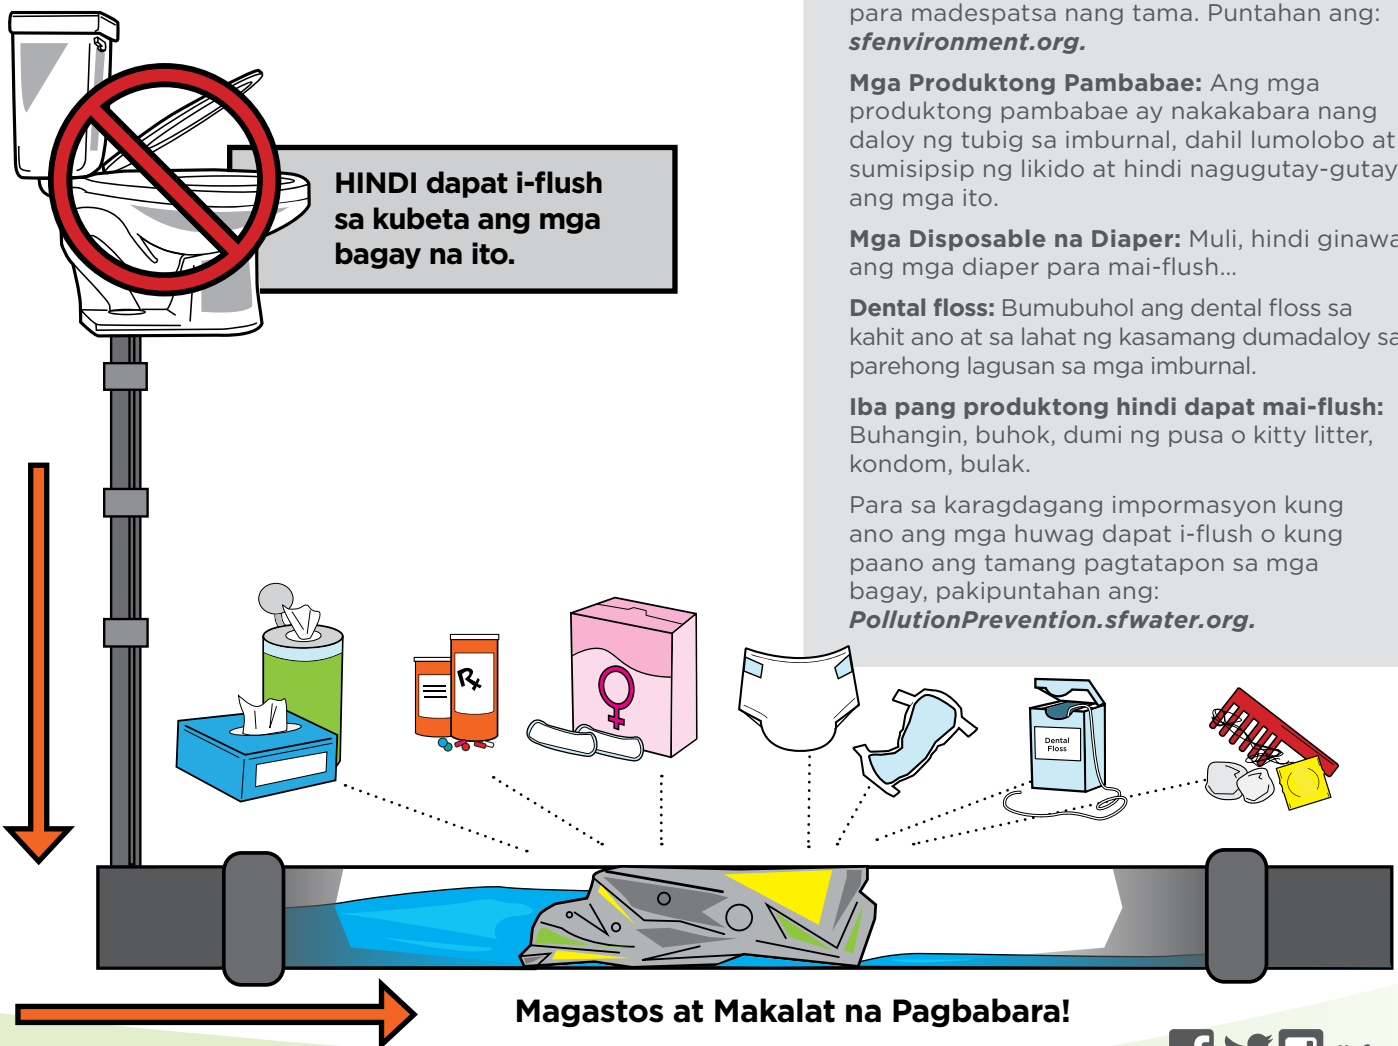 para madespatsa nang tama. Puntahan ang:
sfenvironment.org.
Mga Produktong Pambabae: Ang mga
produktong pambabae ay nakakabara nang
daloy ng tubig sa imburnal, dahil lumolobo at
sumisipsip ng likido at hindi nagugutay-gutay
ang mga ito.
Mga Disposable na Diaper: Muli, hindi ginawa
ang mga diaper para mai-flush...
Dental floss: Bumubuhol ang dental floss sa
kahit ano at sa lahat ng kasamang dumadaloy sa
parehong lagusan sa mga imburnal.
Iba pang produktong hindi dapat mai-flush:
Buhangin, buhok, dumi ng pusa o kitty litter,
kondom, bulak.
Para sa karagdagang impormasyon kung
ano ang mga huwag dapat i-flush o kung
paano ang tamang pagtatapon sa mga
bagay, pakipuntahan ang:
PollutionPrevention.sfwater.org.
HINDI dapat i-flush
sa kubeta ang mga
bagay na ito.
Rx
Dental
Floss
Magastos at Makalat na Pagbabara!